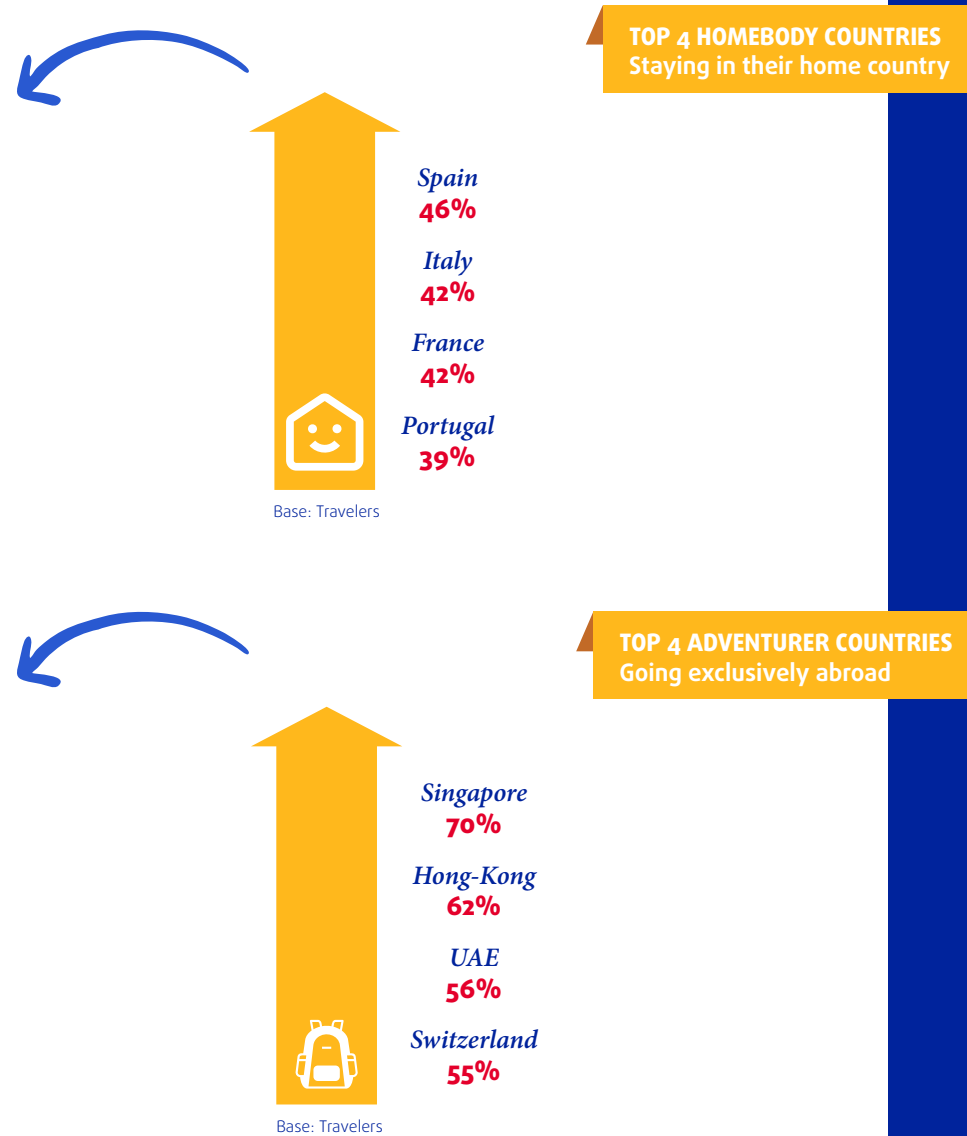 TOP 4 HOMEBODY COUNTRIES
Staying in their home country
Spain
46%
Italy
42%
France
42%
Portugal
39%
Base: Travelers
TOP 4 ADVENTURER COUNTRIES
Going exclusively abroad
Singapore
70%
Hong-Kong
62%
UAE
56%
Switzerland
55%
Base: Travelers